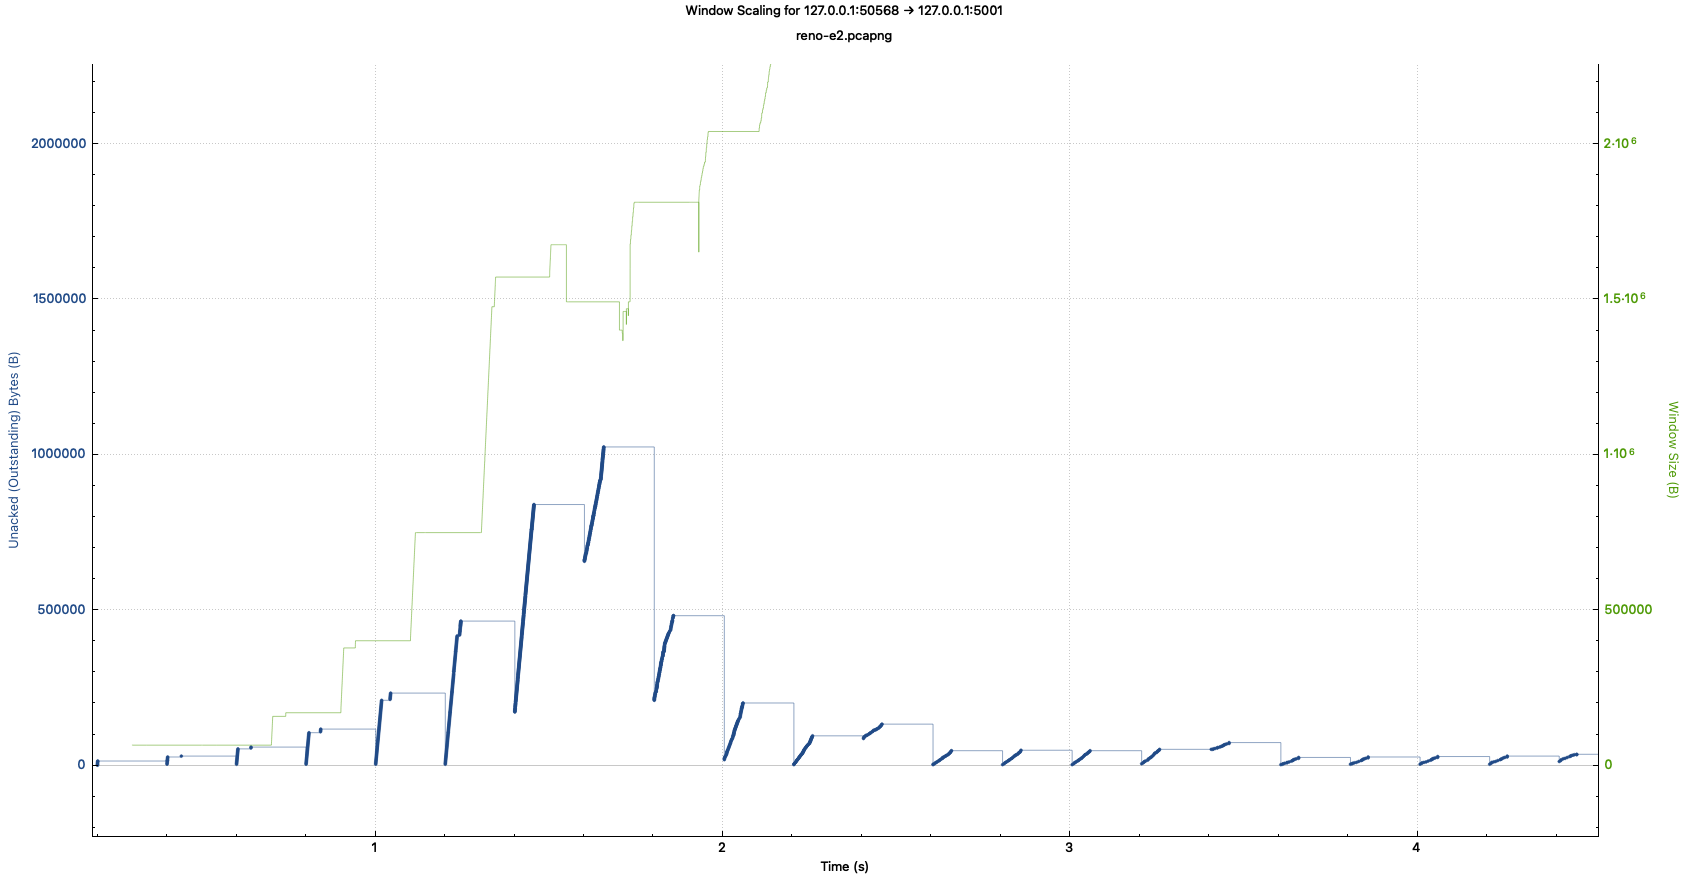 Window Scaling for 127.0.0.1:50568 → 127.0.0.1:5001
reno-e2.pcapng
Unacked (Outstanding) Bytes (B)
2000000
1500000
1000000
500000
0
2·10⁶
1.5·10⁶
1·10⁶
500000
0
Window Size (B)
1 2 3 4
Time (s)